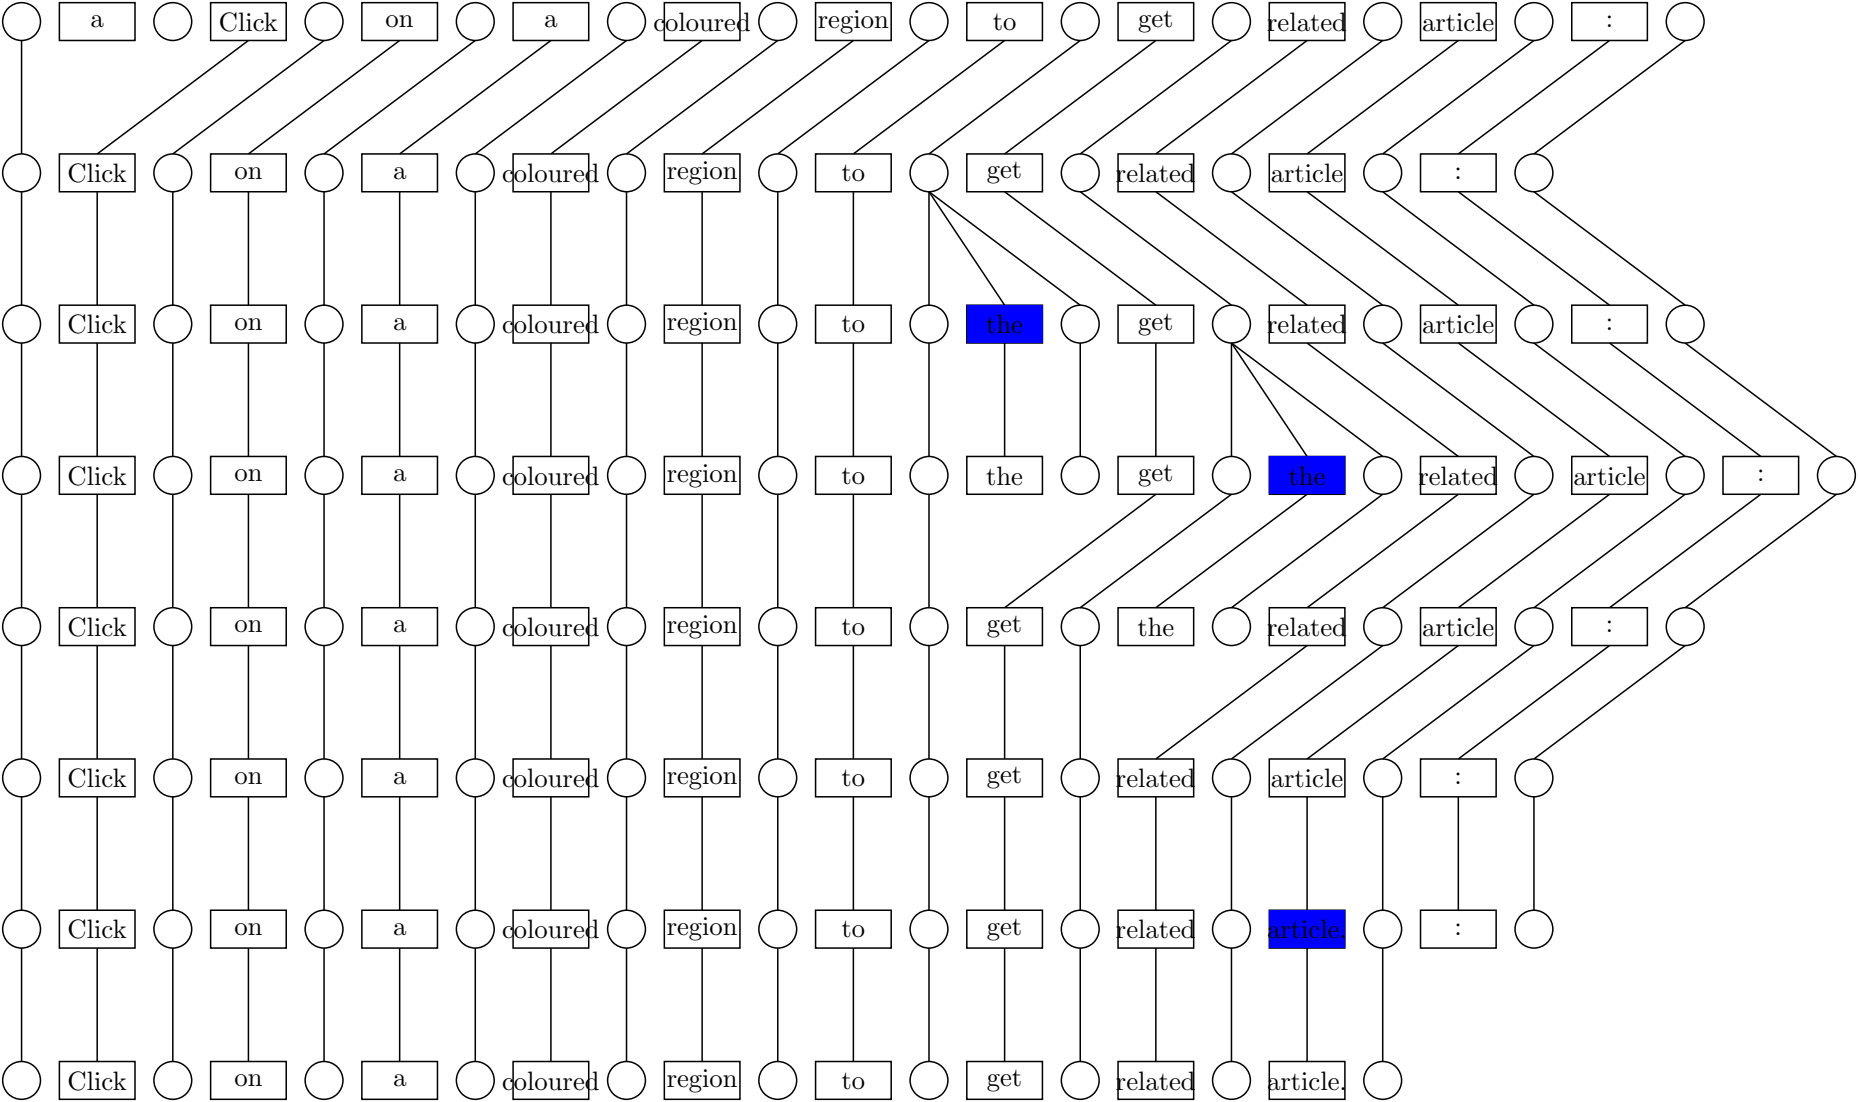 a Click on a coloured region to get related article :
Click on a coloured region to get related article :
Click on a coloured region to the get related article :
Click on a coloured region to the get the related article :
Click on a coloured region to get the related article :
Click on a coloured region to get related article :
Click on a coloured region to get related article. :
Click on a coloured region to get related article.